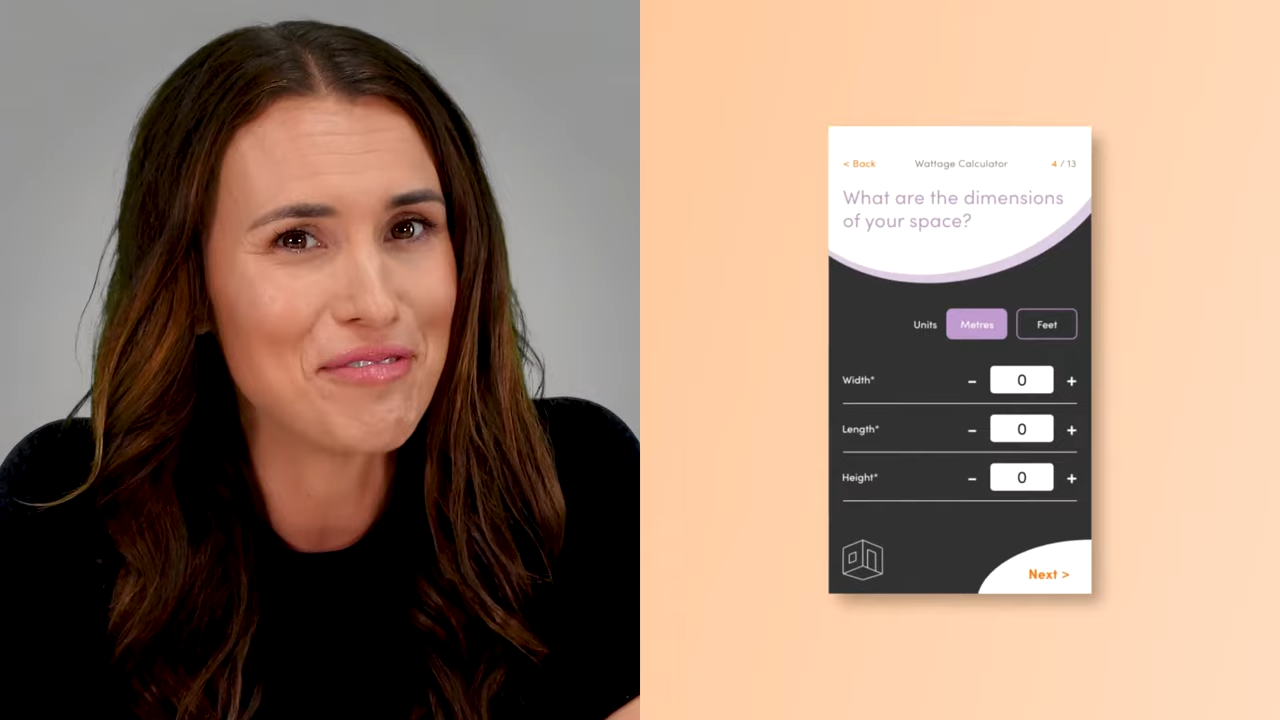 < Back Wattage Calculator 4 / 13
What are the dimensions
of your space?
Units Metres Feet
Width* - 0 +
Length* - 0 +
Height* - 0 +
Next >